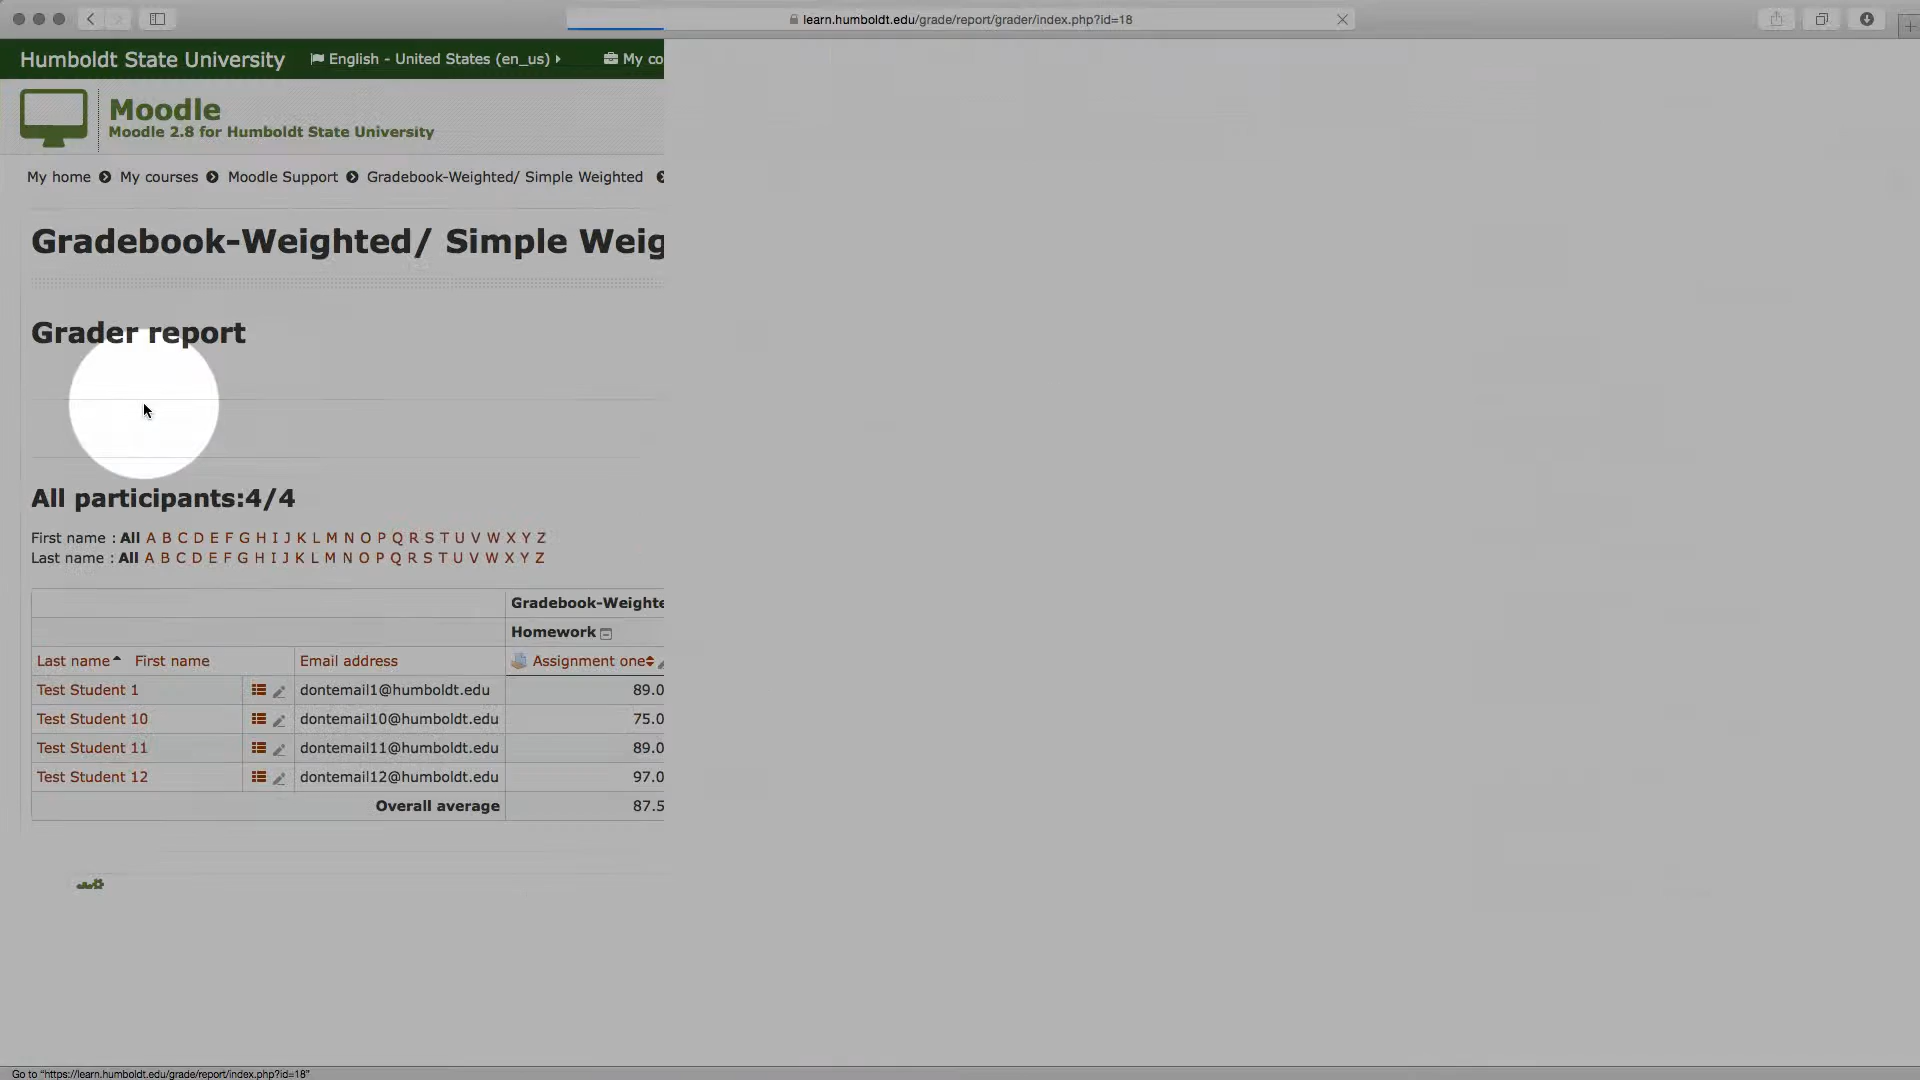 learn.humboldt.edu/grade/report/grader/index.php?id=18
Humboldt State University English - United States (en_us) My co
Moodle
Moodle 2.8 for Humboldt State University
My home My courses Moodle Support Gradebook-Weighted/ Simple Weighted
Gradebook-Weighted/ Simple Weig
Grader report
All participants:4/4
First name : All A B C D E F G H I J K L M N O P Q R S T U V W X Y Z
Last name : All A B C D E F G H I J K L M N O P Q R S T U V W X Y Z
Gradebook-Weighte
Homework
Last name First name Email address Assignment one
Test Student 1 dontemail1@humboldt.edu 89.0
Test Student 10 dontemail10@humboldt.edu 75.0
Test Student 11 dontemail11@humboldt.edu 89.0
Test Student 12 dontemail12@humboldt.edu 97.0
Overall average 87.5
Go to "https://learn.humboldt.edu/grade/report/index.php?id=18"